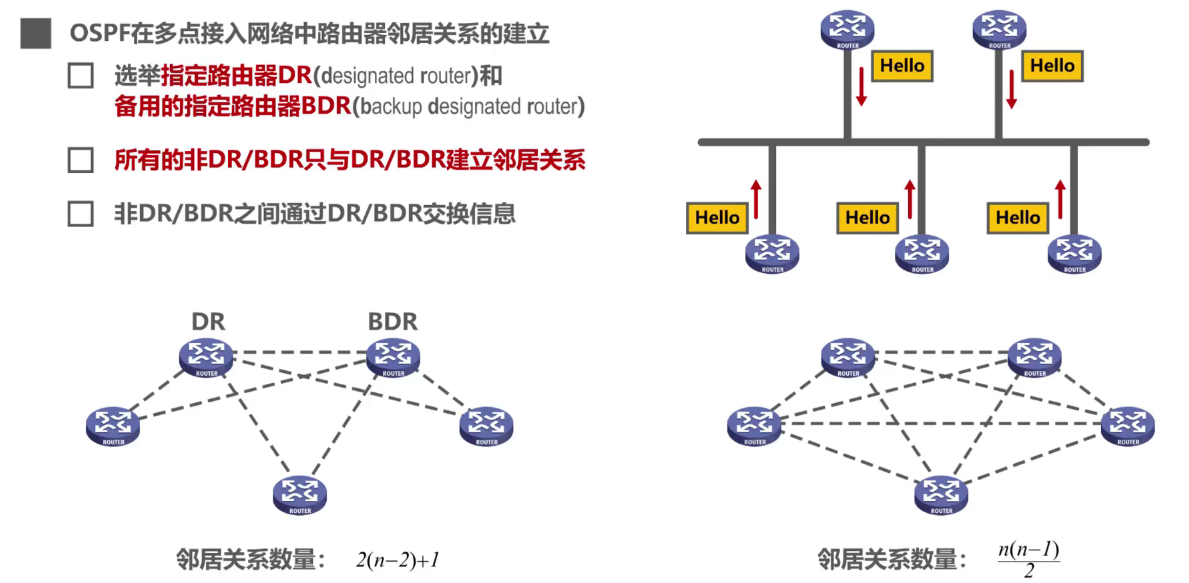 OSPF在多点接入网络中路由器邻居关系的建立
选举指定路由器DR(designated router)和
备用的指定路由器BDR(backup designated router)
所有的非DR/BDR只与DR/BDR建立邻居关系
非DR/BDR之间通过DR/BDR交换信息
ROUTER
ROUTER
Hello
Hello
Hello
Hello
Hello
ROUTER
ROUTER
ROUTER
DR
BDR
ROUTER
ROUTER
ROUTER
ROUTER
ROUTER
邻居关系数量： 2(n−2)+1
ROUTER
ROUTER
ROUTER
ROUTER
ROUTER
邻居关系数量： n(n−1)
2